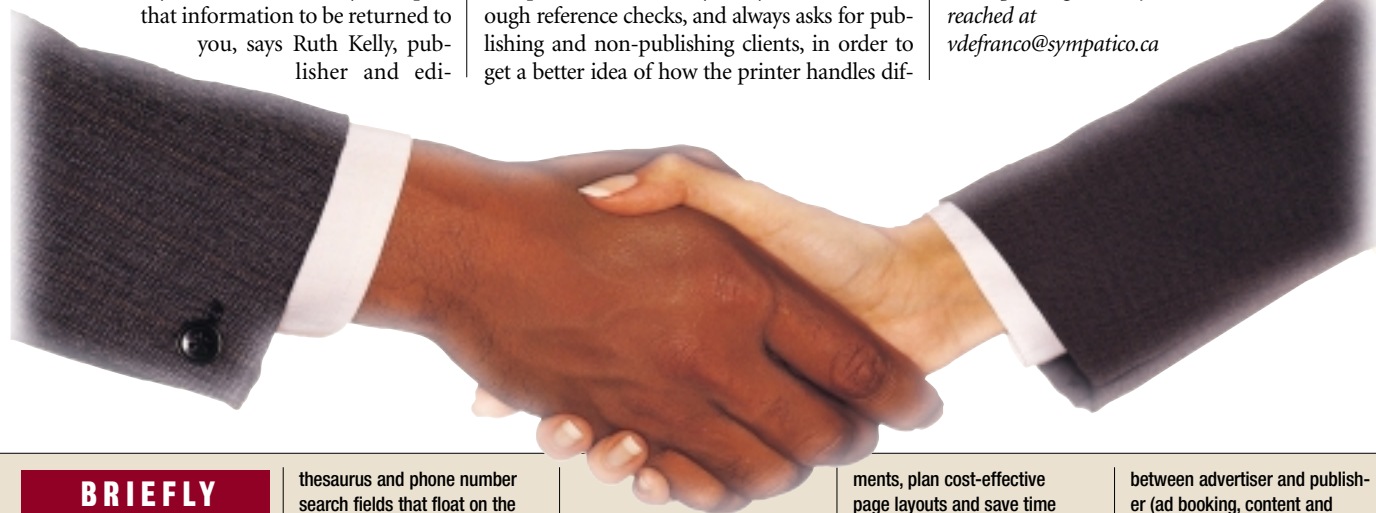 that information to be returned to
you, says Ruth Kelly, pub-
lisher and edi-
ough reference checks, and always asks for pub-
lishing and non-publishing clients, in order to
get a better idea of how the printer handles dif-
reached at
vdefranco@sympatico.ca
BRIEFLY
thesaurus and phone number
search fields that float on the
ments, plan cost-effective
page layouts and save time
between advertiser and publish-
er (ad booking, content and